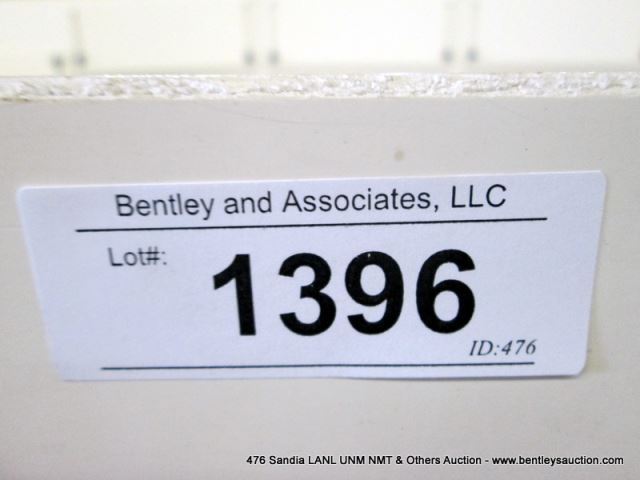 Bentley and Associates, LLC
Lot#:
1396
ID:476
476 Sandia LANL UNM NMT & Others Auction - www.bentleysauction.com